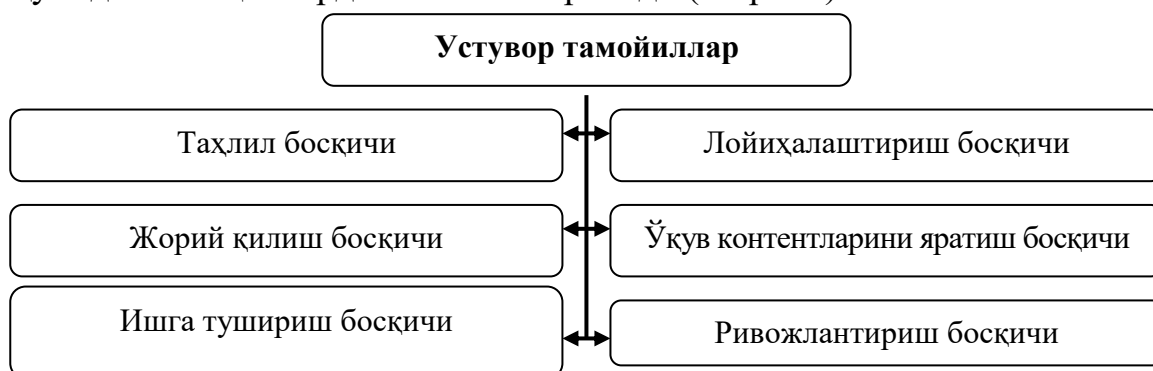 Устувор тамойиллар
Таҳлил босқичи
Лойиҳалаштириш босқичи
Жорий қилиш босқичи
Ўқув контентларини яратиш босқичи
Ишга тушириш босқичи
Ривожлантириш босқичи